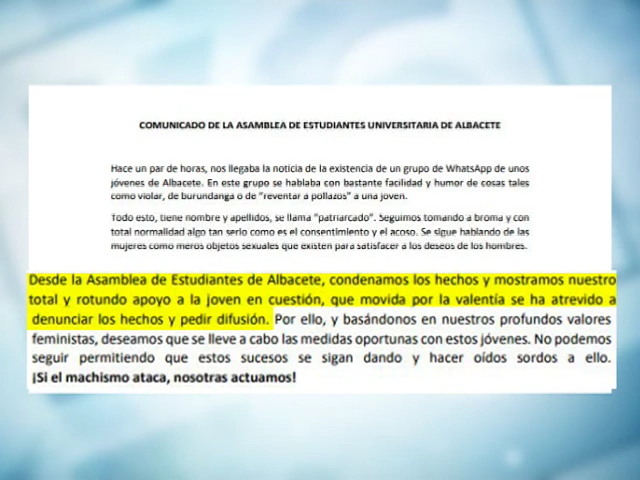 COMUNICADO DE LA ASAMBLEA DE ESTUDIANTES UNIVERSITARIA DE ALBACETE
Hace un par de horas, nos llegaba la noticia de la existencia de un grupo de WhatsApp de unos
jóvenes de Albacete. En este grupo se hablaba con bastante facilidad y humor de cosas tales
como violar, de burundanga o de “reventar a pollazos” a una joven.
Todo esto, tiene nombre y apellidos, se llama “patriarcado”. Seguimos tomando a broma y con
total normalidad algo tan serio como es el consentimiento y el acoso. Se sigue hablando de las
mujeres como meros objetos sexuales que existen para satisfacer a los deseos de los hombres.
Desde la Asamblea de Estudiantes de Albacete, condenamos los hechos y mostramos nuestro
total y rotundo apoyo a la joven en cuestión, que movida por la valentía se ha atrevido a
denunciar los hechos y pedir difusión. Por ello, y basándonos en nuestros profundos valores
feministas, deseamos que se lleve a cabo las medidas oportunas con estos jóvenes. No podemos
seguir permitiendo que estos sucesos se sigan dando y hacer oídos sordos a ello.
¡Si el machismo ataca, nosotras actuamos!